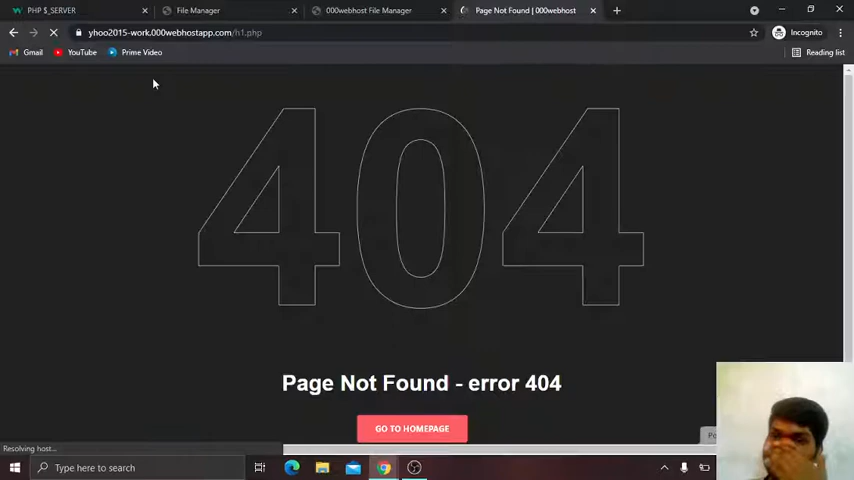 PHP $_SERVER
File Manager
000webhost File Manager
Page Not Found | 000webhost
yhoo2015-work.000webhostapp.com/h1.php
Incognito
Gmail
YouTube
Prime Video
Reading list
404
Page Not Found - error 404
GO TO HOMEPAGE
Resolving host...
Type here to search